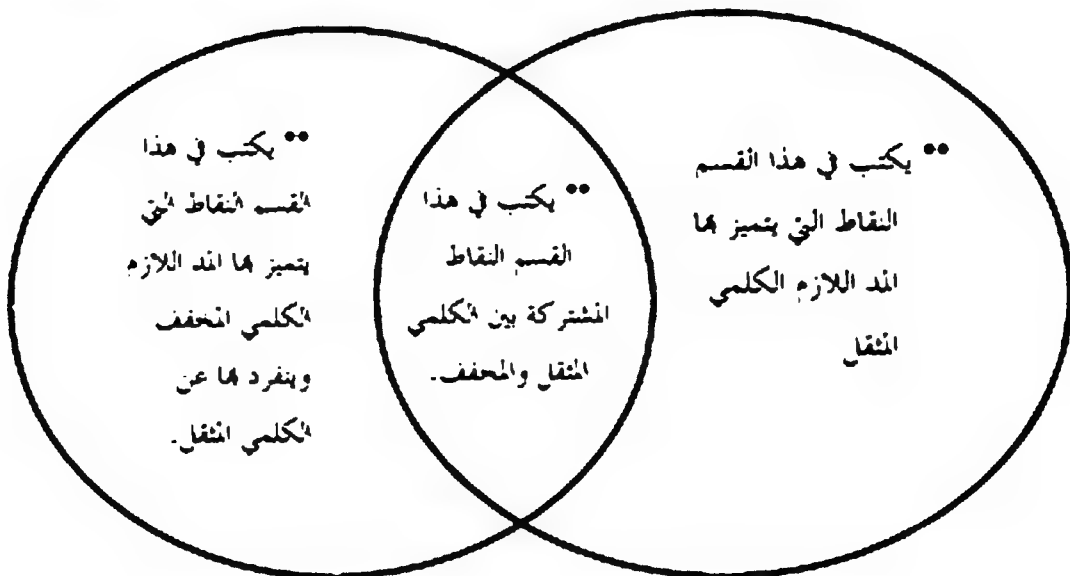 •• يكتب في هذا القسم
النقاط التي يتميز بها
المد اللازم الكلمي
المثقل
•• يكتب في هذا
القسم النقاط
المشتركة بين الكلمي
المثقل والمخفف.
•• يكتب في هذا
القسم النقاط التي
يتميز بها المد اللازم
الكلمي المخفف
وينفرد بها عن
الكلمي المثقل.